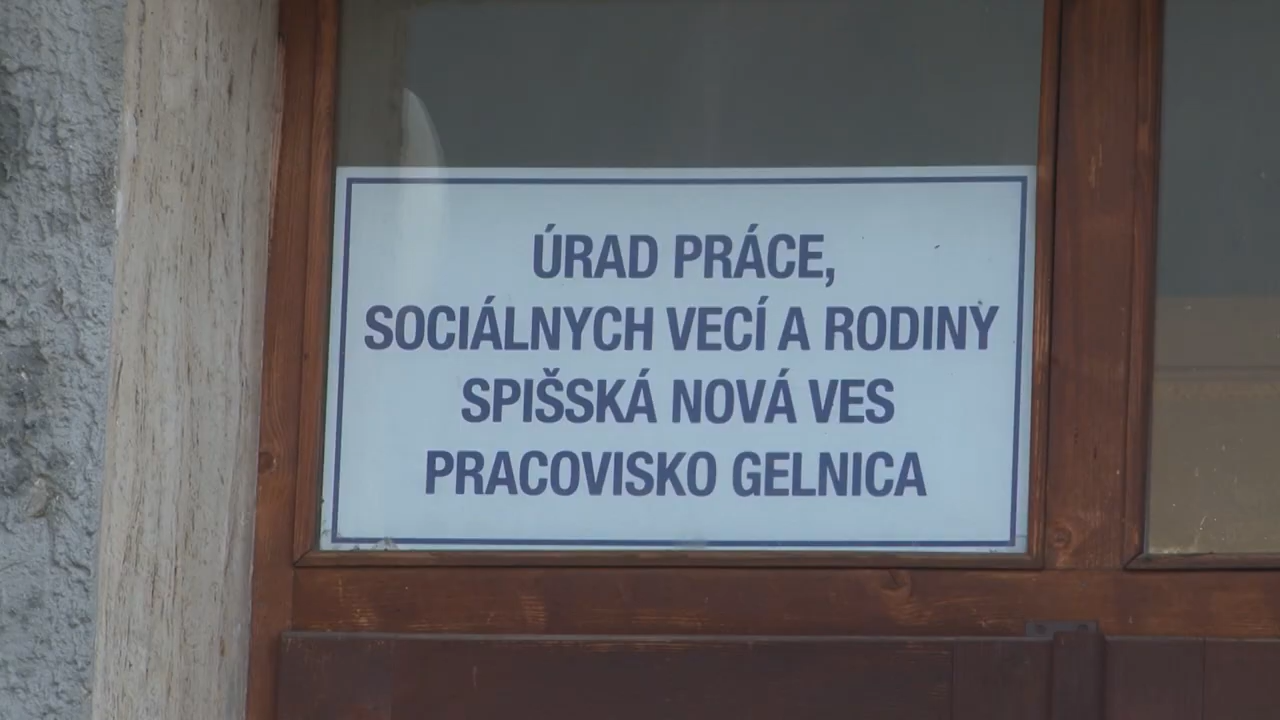 ÚRAD PRÁCE,
SOCIÁLNYCH VECÍ A RODINY
SPIŠSKÁ NOVÁ VES
PRACOVISKO GELNICA